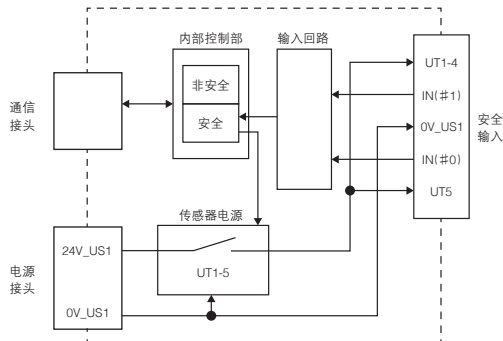 内部控制部
输入回路
非安全
安全
通信
接头
UT1-4
IN(♯1)
0V_US1
IN(♯0)
UT5
安全
输入
传感器电源
UT1-5
电源
接头
24V_US1
0V_US1